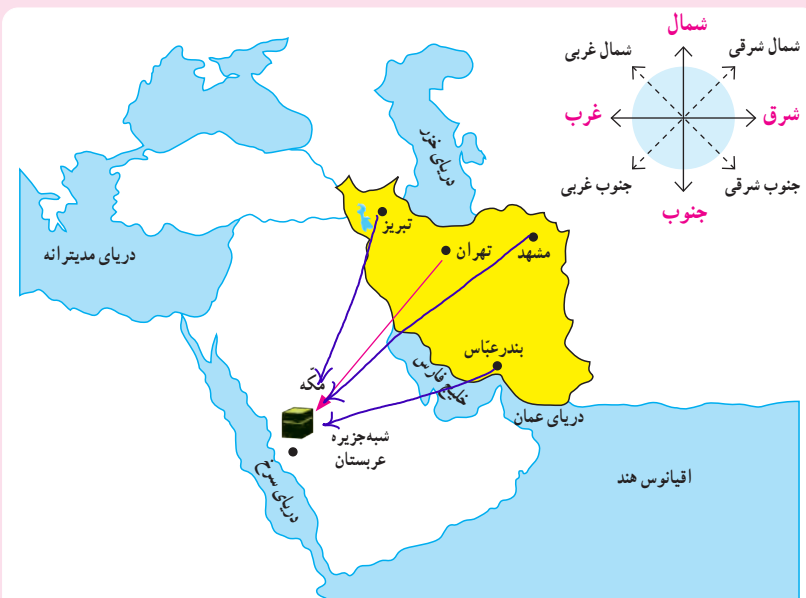 شمال
شمال غربی
شمال شرقی
غرب
شرق
جنوب غربی
جنوب شرقی
جنوب
دریای خزر
تبریز
تهران
مشهد
دریای مدیترانه
بندرعبّاس
خلیج فارس
مکّه
دریای عمان
شبه‌جزیره
عربستان
دریای سرخ
اقیانوس هند